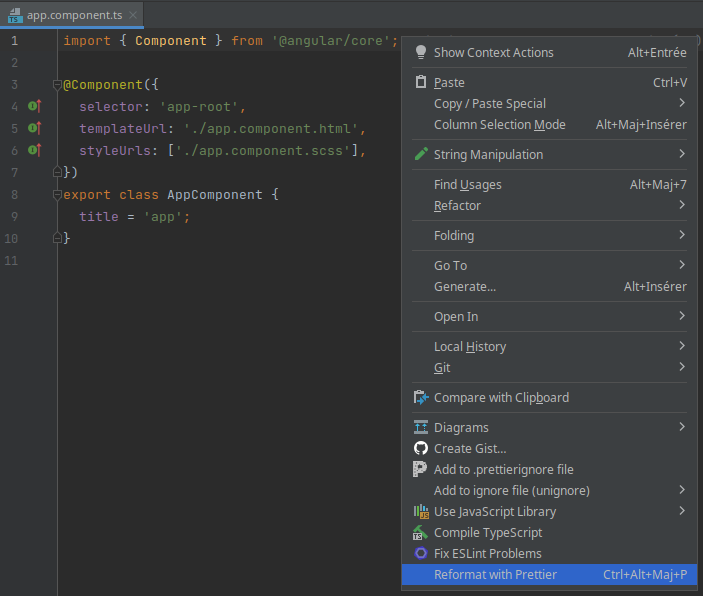 app.component.ts
1 import { Component } from '@angular/core';
2
3 @Component({
4 selector: 'app-root',
5 templateUrl: './app.component.html',
6 styleUrls: ['./app.component.scss'],
7 })
8 export class AppComponent {
9 title = 'app';
10 }
11
Show Context Actions Alt+Entrée
Paste Ctrl+V
Copy / Paste Special
Column Selection Mode Alt+Maj+Insérer
String Manipulation
Find Usages Alt+Maj+7
Refactor
Folding
Go To
Generate... Alt+Insérer
Open In
Local History
Git
Compare with Clipboard
Diagrams
Create Gist...
Add to .prettierignore file
Add to ignore file (unignore)
Use JavaScript Library
Compile TypeScript
Fix ESLint Problems
Reformat with Prettier Ctrl+Alt+Maj+P